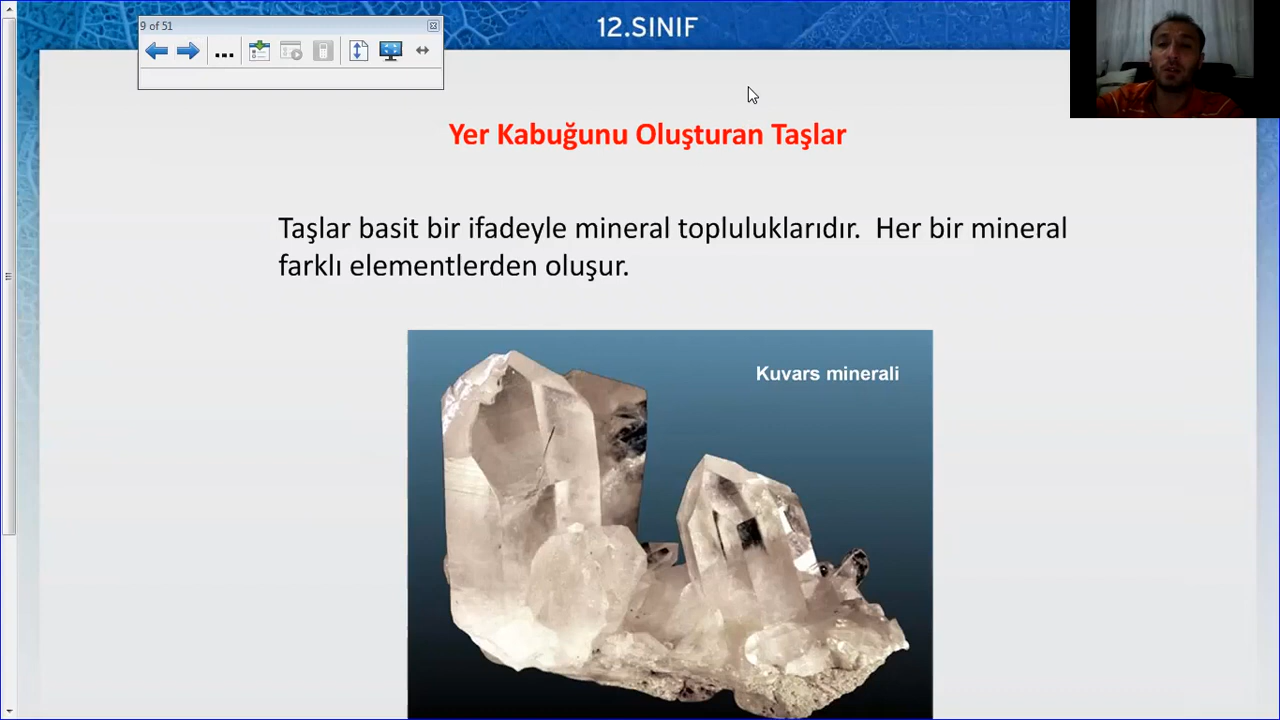 9 of 51
12.SINIF
...
Yer Kabuğunu Oluşturan Taşlar
Taşlar basit bir ifadeyle mineral topluluklarıdır.  Her bir mineral
farklı elementlerden oluşur.
Kuvars minerali